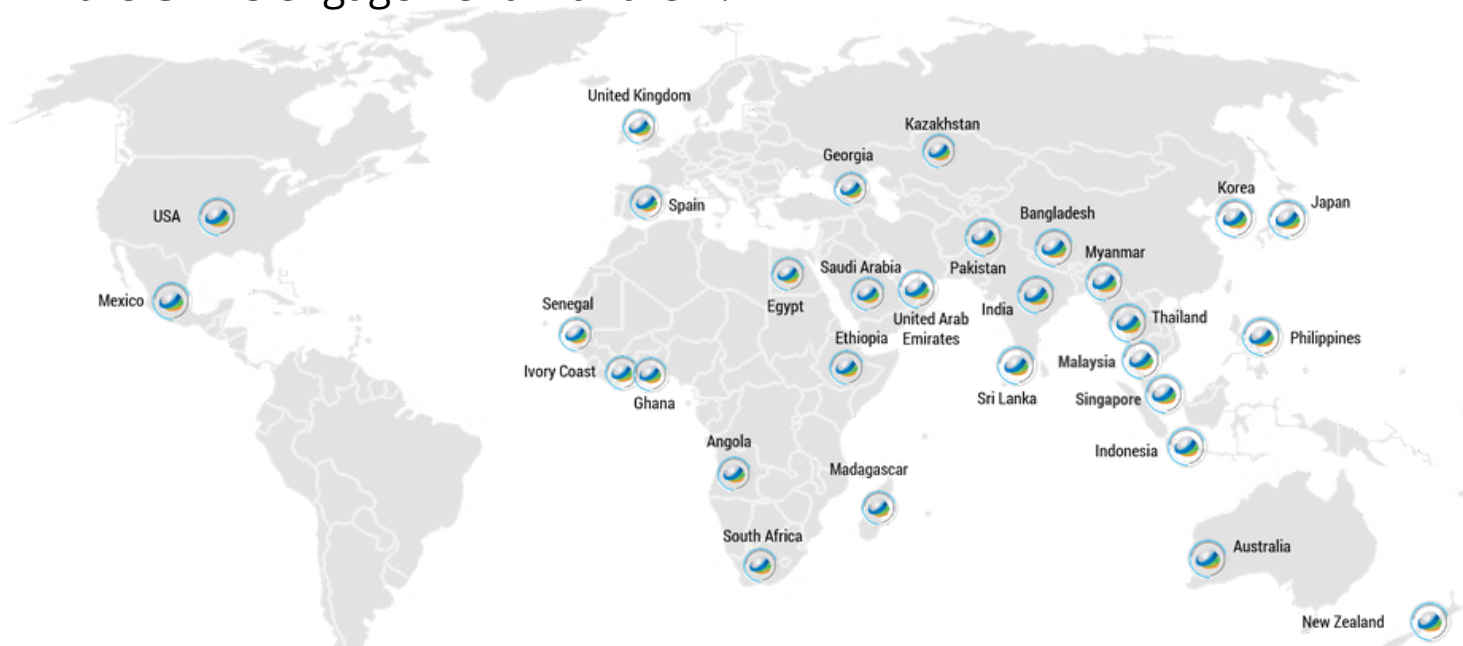 United Kingdom
Kazakhstan
Georgia
Korea
Japan
USA
Spain
Bangladesh
Myanmar
Saudi Arabia
Pakistan
Mexico
Senegal
Egypt
India
United Arab
Emirates
Thailand
Ethiopia
Philippines
Malaysia
Ivory Coast
Ghana
Sri Lanka
Singapore
Angola
Indonesia
Madagascar
South Africa
Australia
New Zealand